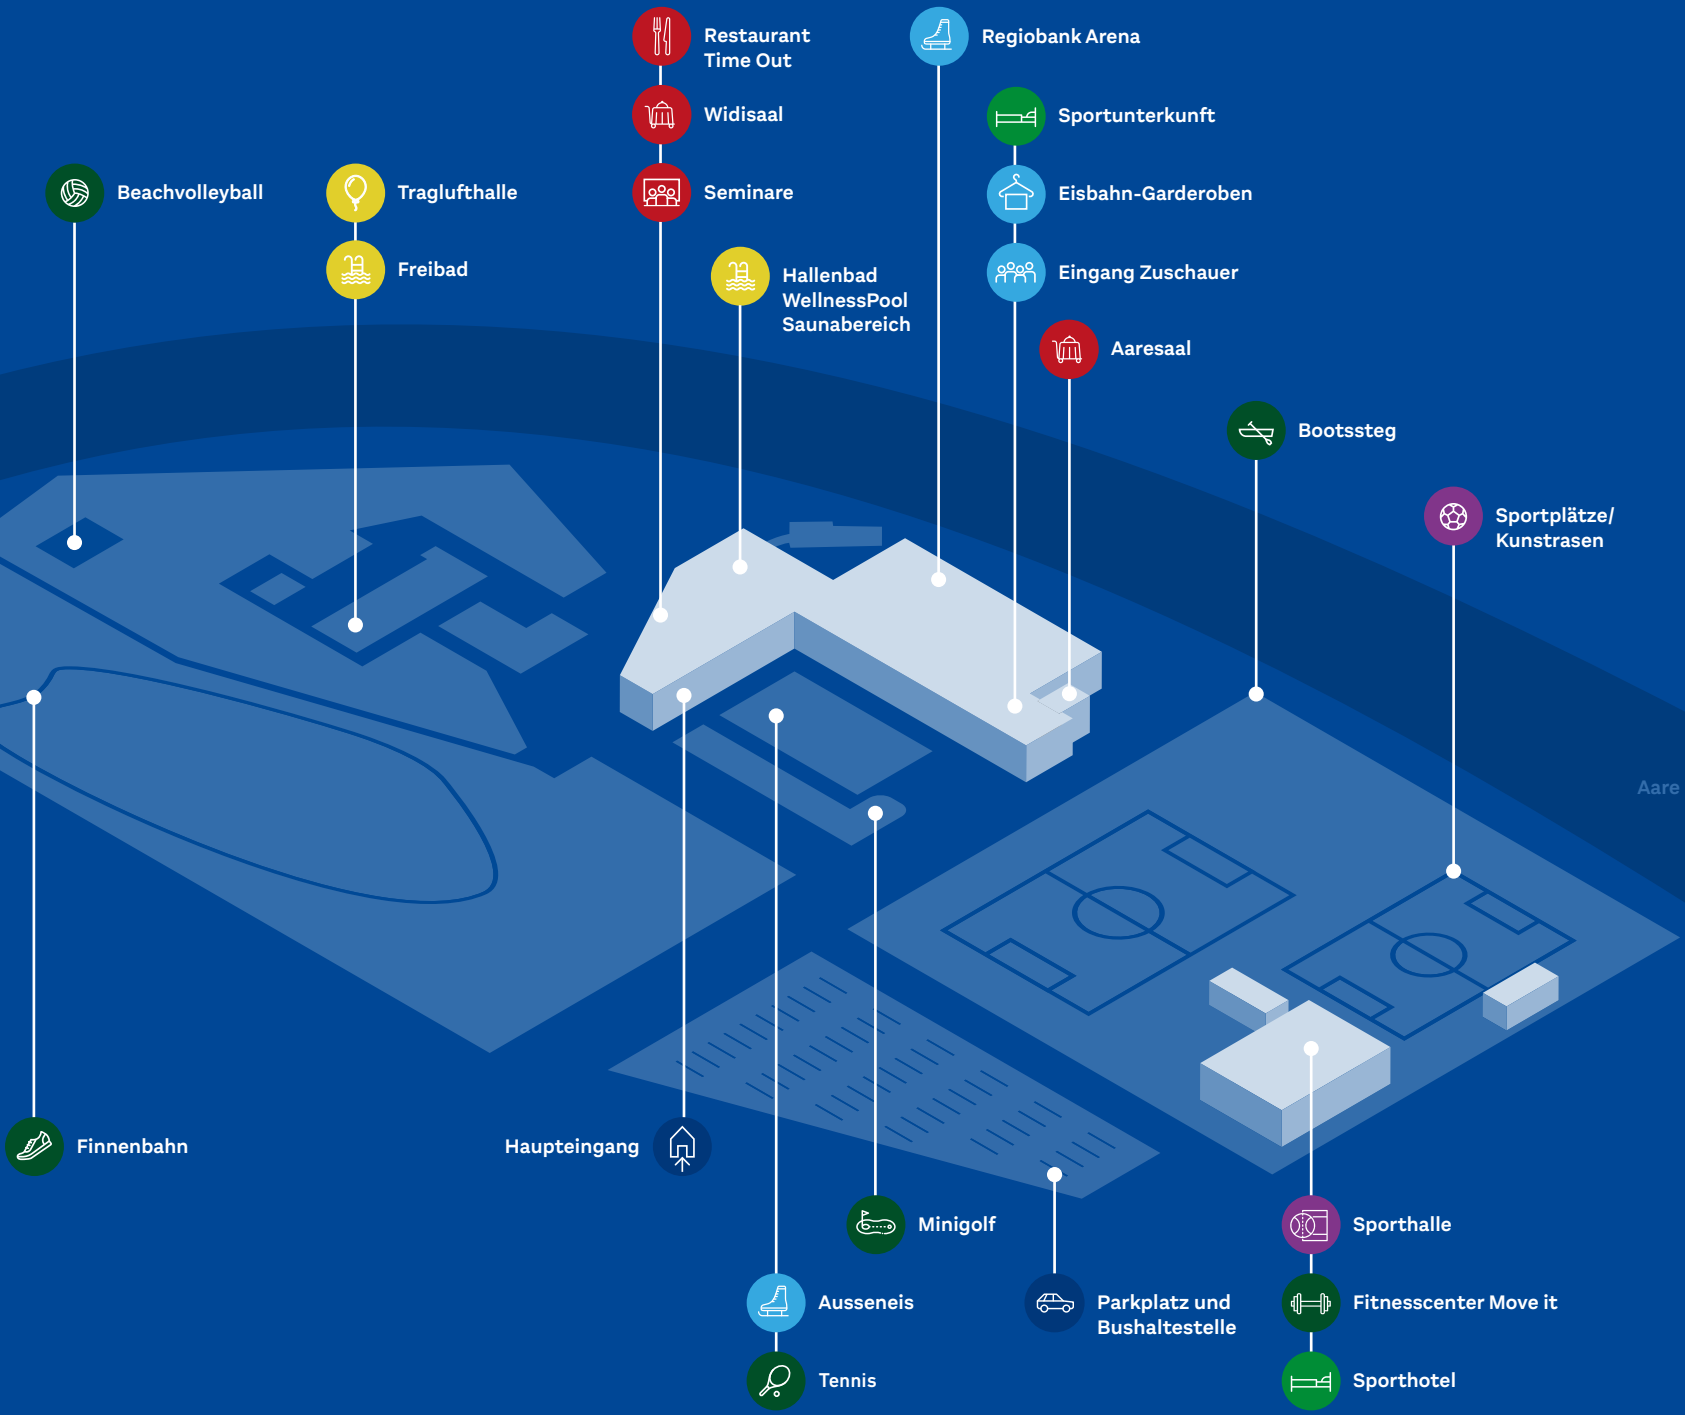 Restaurant
Time Out
Regiobank Arena
Widisaal
Sportunterkunft
Beachvolleyball
Traglufthalle
Seminare
Eisbahn-Garderoben
Freibad
Hallenbad
WellnessPool
Saunabereich
Eingang Zuschauer
Aaresaal
Bootssteg
Sportplätze/
Kunstrasen
Aare
Finnenbahn
Haupteingang
Minigolf
Sporthalle
Ausseneis
Parkplatz und
Bushaltestelle
Fitnesscenter Move it
Tennis
Sporthotel